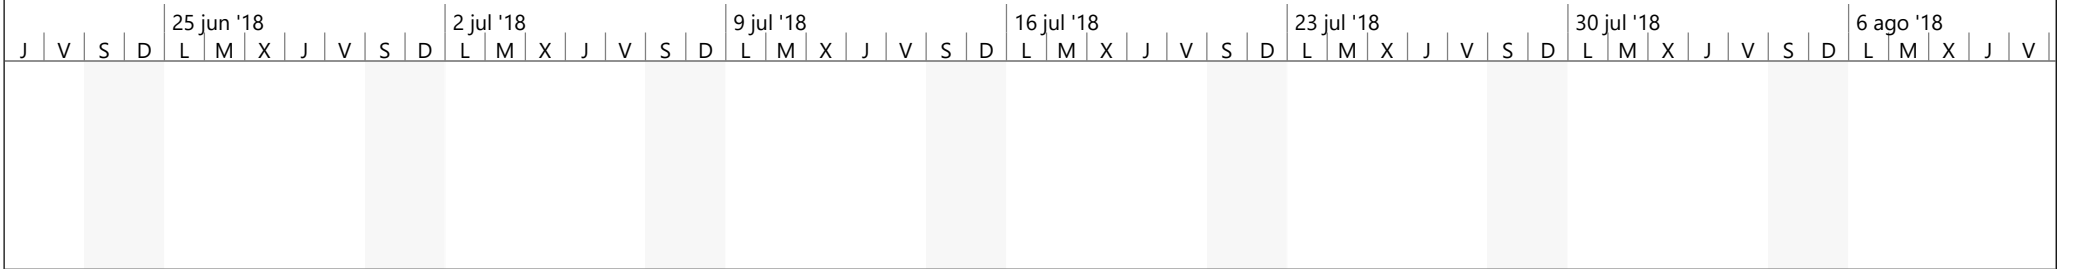 25 jun '18 2 jul '18 9 jul '18 16 jul '18 23 jul '18 30 jul '18 6 ago '18
J V S D L M X J V S D L M X J V S D L M X J V S D L M X J V S D L M X J V S D L M X J V S D L M X J V